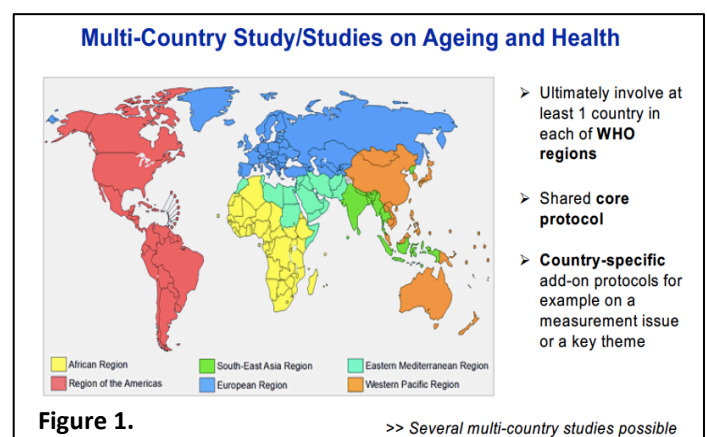 Multi-Country Study/Studies on Ageing and Health
➢ Ultimately involve at
least 1 country in
each of WHO
regions
➢ Shared core
protocol
➢ Country-specific
add-on protocols for
example on a
measurement issue
or a key theme
African Region
South-East Asia Region
Eastern Mediterranean Region
Region of the Americas
European Region
Western Pacific Region
Figure 1.
>> Several multi-country studies possible